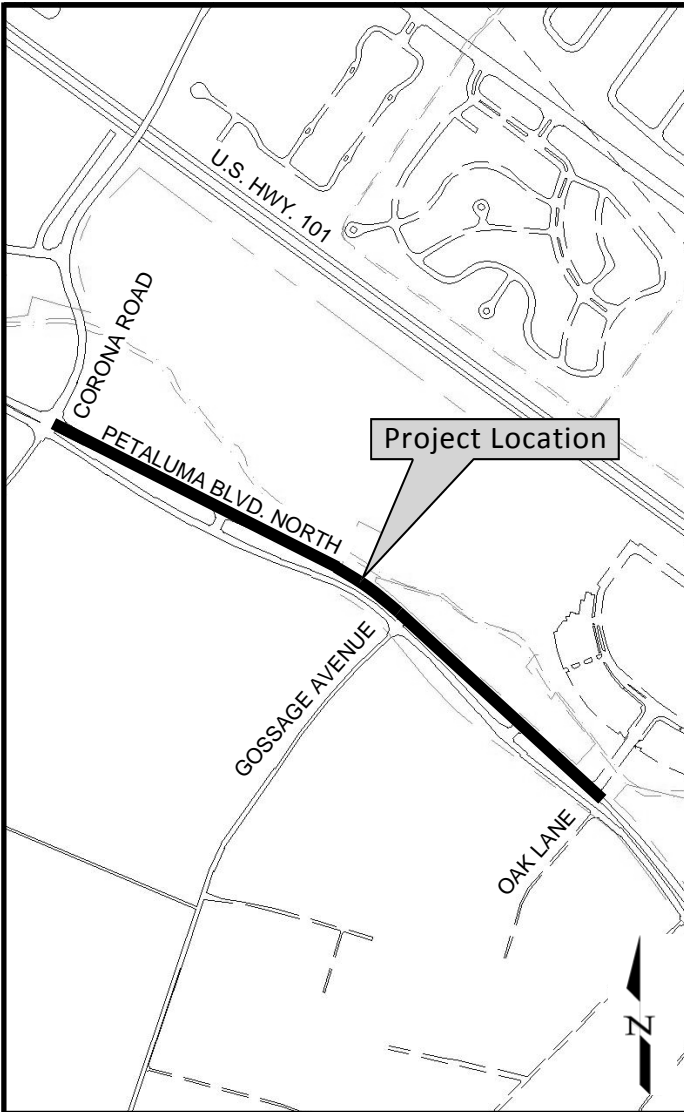 U.S. HWY. 101
CORONA ROAD
Project Location
PETALUMA BLVD. NORTH
GOSSAGE AVENUE
OAK LANE
N